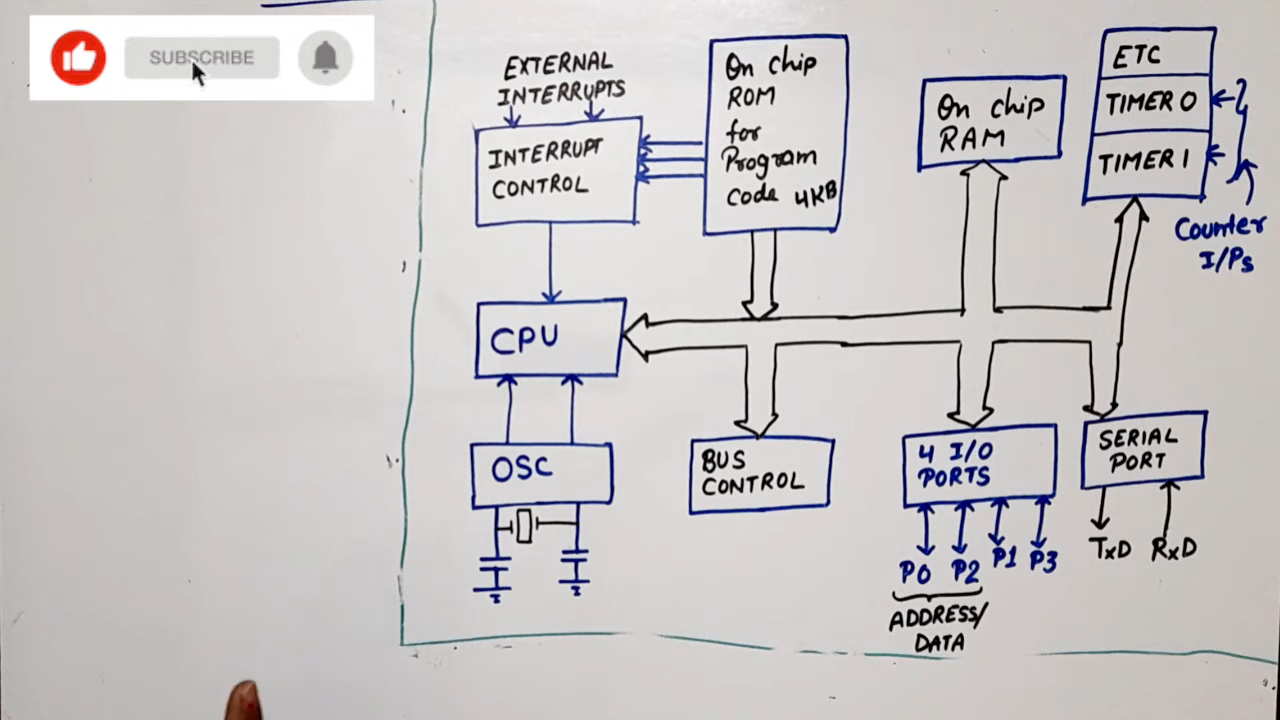 SUBSCRIBE
EXTERNAL
INTERRUPTS
INTERRUPT
CONTROL
On chip
ROM
for
Program
Code 4KB
On chip
RAM
ETC
TIMER 0
TIMER 1
Counter
I/Ps
CPU
OSC
BUS
CONTROL
4 I/O
PORTS
SERIAL
PORT
P0 P2 P1 P3
TxD RxD
ADDRESS/
DATA